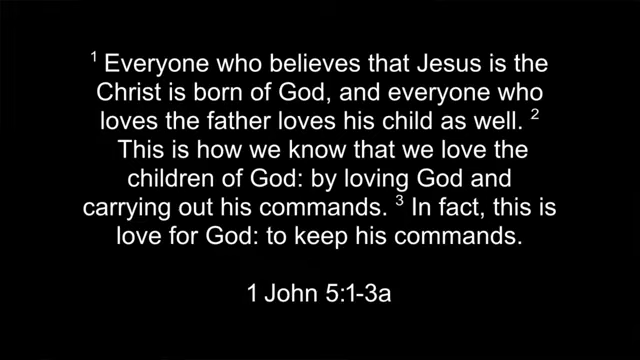 ¹ Everyone who believes that Jesus is the
Christ is born of God, and everyone who
loves the father loves his child as well. ²
This is how we know that we love the
children of God: by loving God and
carrying out his commands. ³ In fact, this is
love for God: to keep his commands.
1 John 5:1-3a